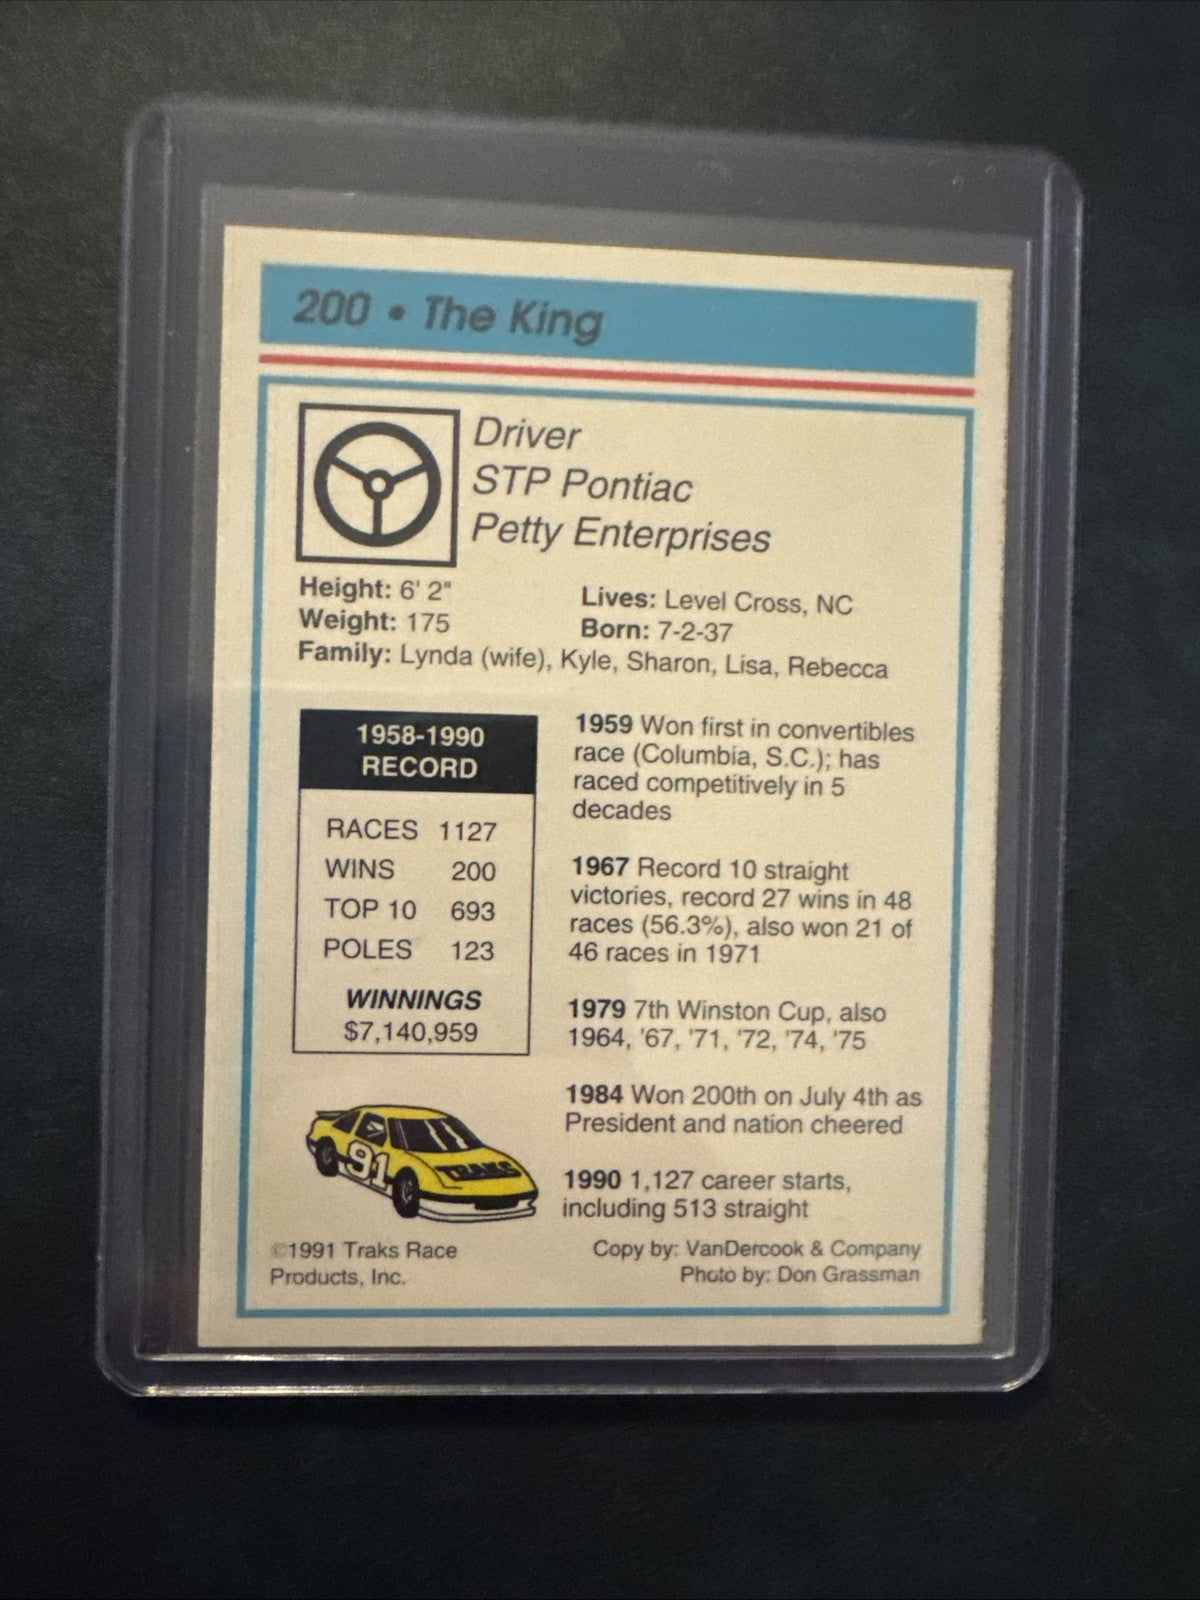 200 • The King
Driver
STP Pontiac
Petty Enterprises
Height: 6' 2"
Weight: 175
Lives: Level Cross, NC
Born: 7-2-37
Family: Lynda (wife), Kyle, Sharon, Lisa, Rebecca
1958-1990
RECORD
RACES 1127
WINS 200
TOP 10 693
POLES 123
WINNINGS
$7,140,959
1959 Won first in convertibles
race (Columbia, S.C.); has
raced competitively in 5
decades
1967 Record 10 straight
victories, record 27 wins in 48
races (56.3%), also won 21 of
46 races in 1971
1979 7th Winston Cup, also
1964, '67, '71, '72, '74, '75
1984 Won 200th on July 4th as
President and nation cheered
1990 1,127 career starts,
including 513 straight
91
TRAKS
©1991 Traks Race
Products, Inc.
Copy by: VanDercook & Company
Photo by: Don Grassman